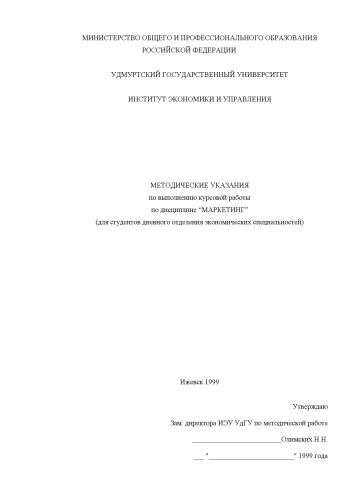 МИНИСТЕРСТВО ОБЩЕГО И ПРОФЕССИОНАЛЬНОГО ОБРАЗОВАНИЯ
РОССИЙСКОЙ ФЕДЕРАЦИИ
УДМУРТСКИЙ ГОСУДАРСТВЕННЫЙ УНИВЕРСИТЕТ
ИНСТИТУТ ЭКОНОМИКИ И УПРАВЛЕНИЯ
МЕТОДИЧЕСКИЕ УКАЗАНИЯ
по выполнению курсовой работы
по дисциплине “МАРКЕТИНГ”
(для студентов дневного отделения экономических специальностей)
Ижевск 1999
Утверждаю
Зам. директора ИЭУ УдГУ по методической работе
__________________________Олимских Н.Н.
___ "_________________________" 1999 года